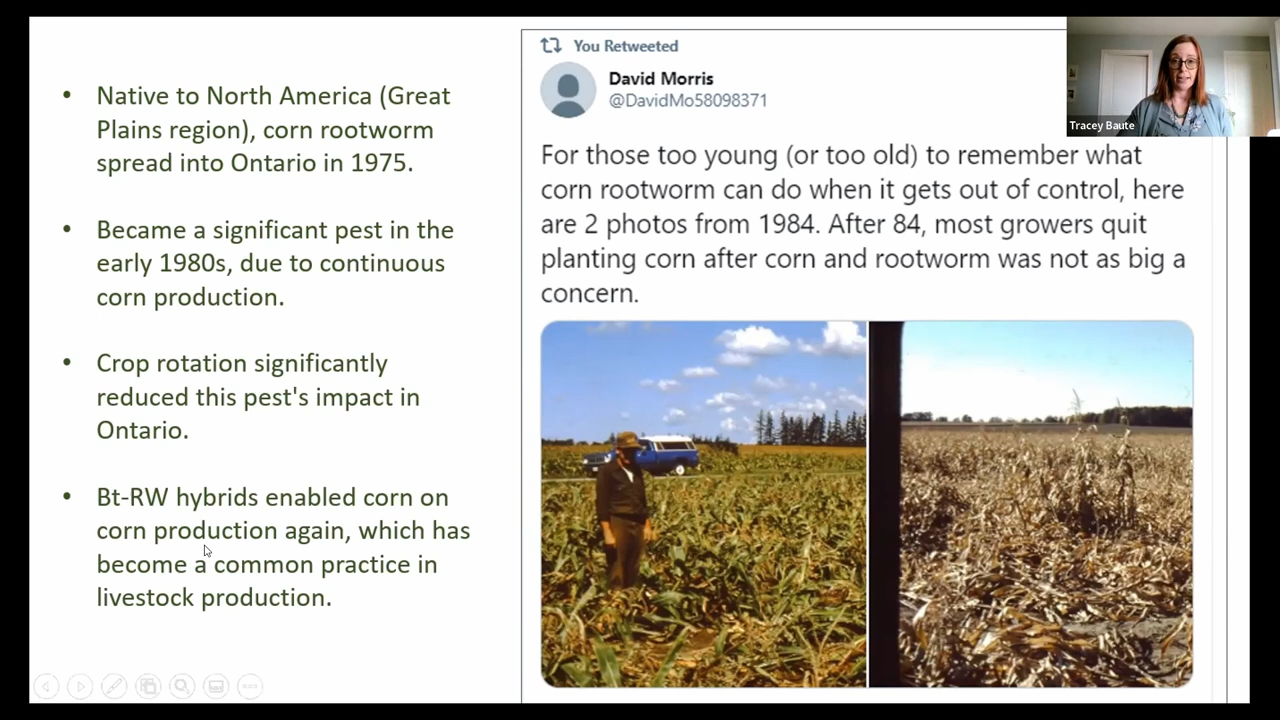 • Native to North America (Great
Plains region), corn rootworm
spread into Ontario in 1975.
• Became a significant pest in the
early 1980s, due to continuous
corn production.
• Crop rotation significantly
reduced this pest's impact in
Ontario.
• Bt-RW hybrids enabled corn on
corn production again, which has
become a common practice in
livestock production.
You Retweeted
David Morris
@DavidMo58098371
For those too young (or too old) to remember what
corn rootworm can do when it gets out of control, here
are 2 photos from 1984. After 84, most growers quit
planting corn after corn and rootworm was not as big a
concern.
Tracey Baute